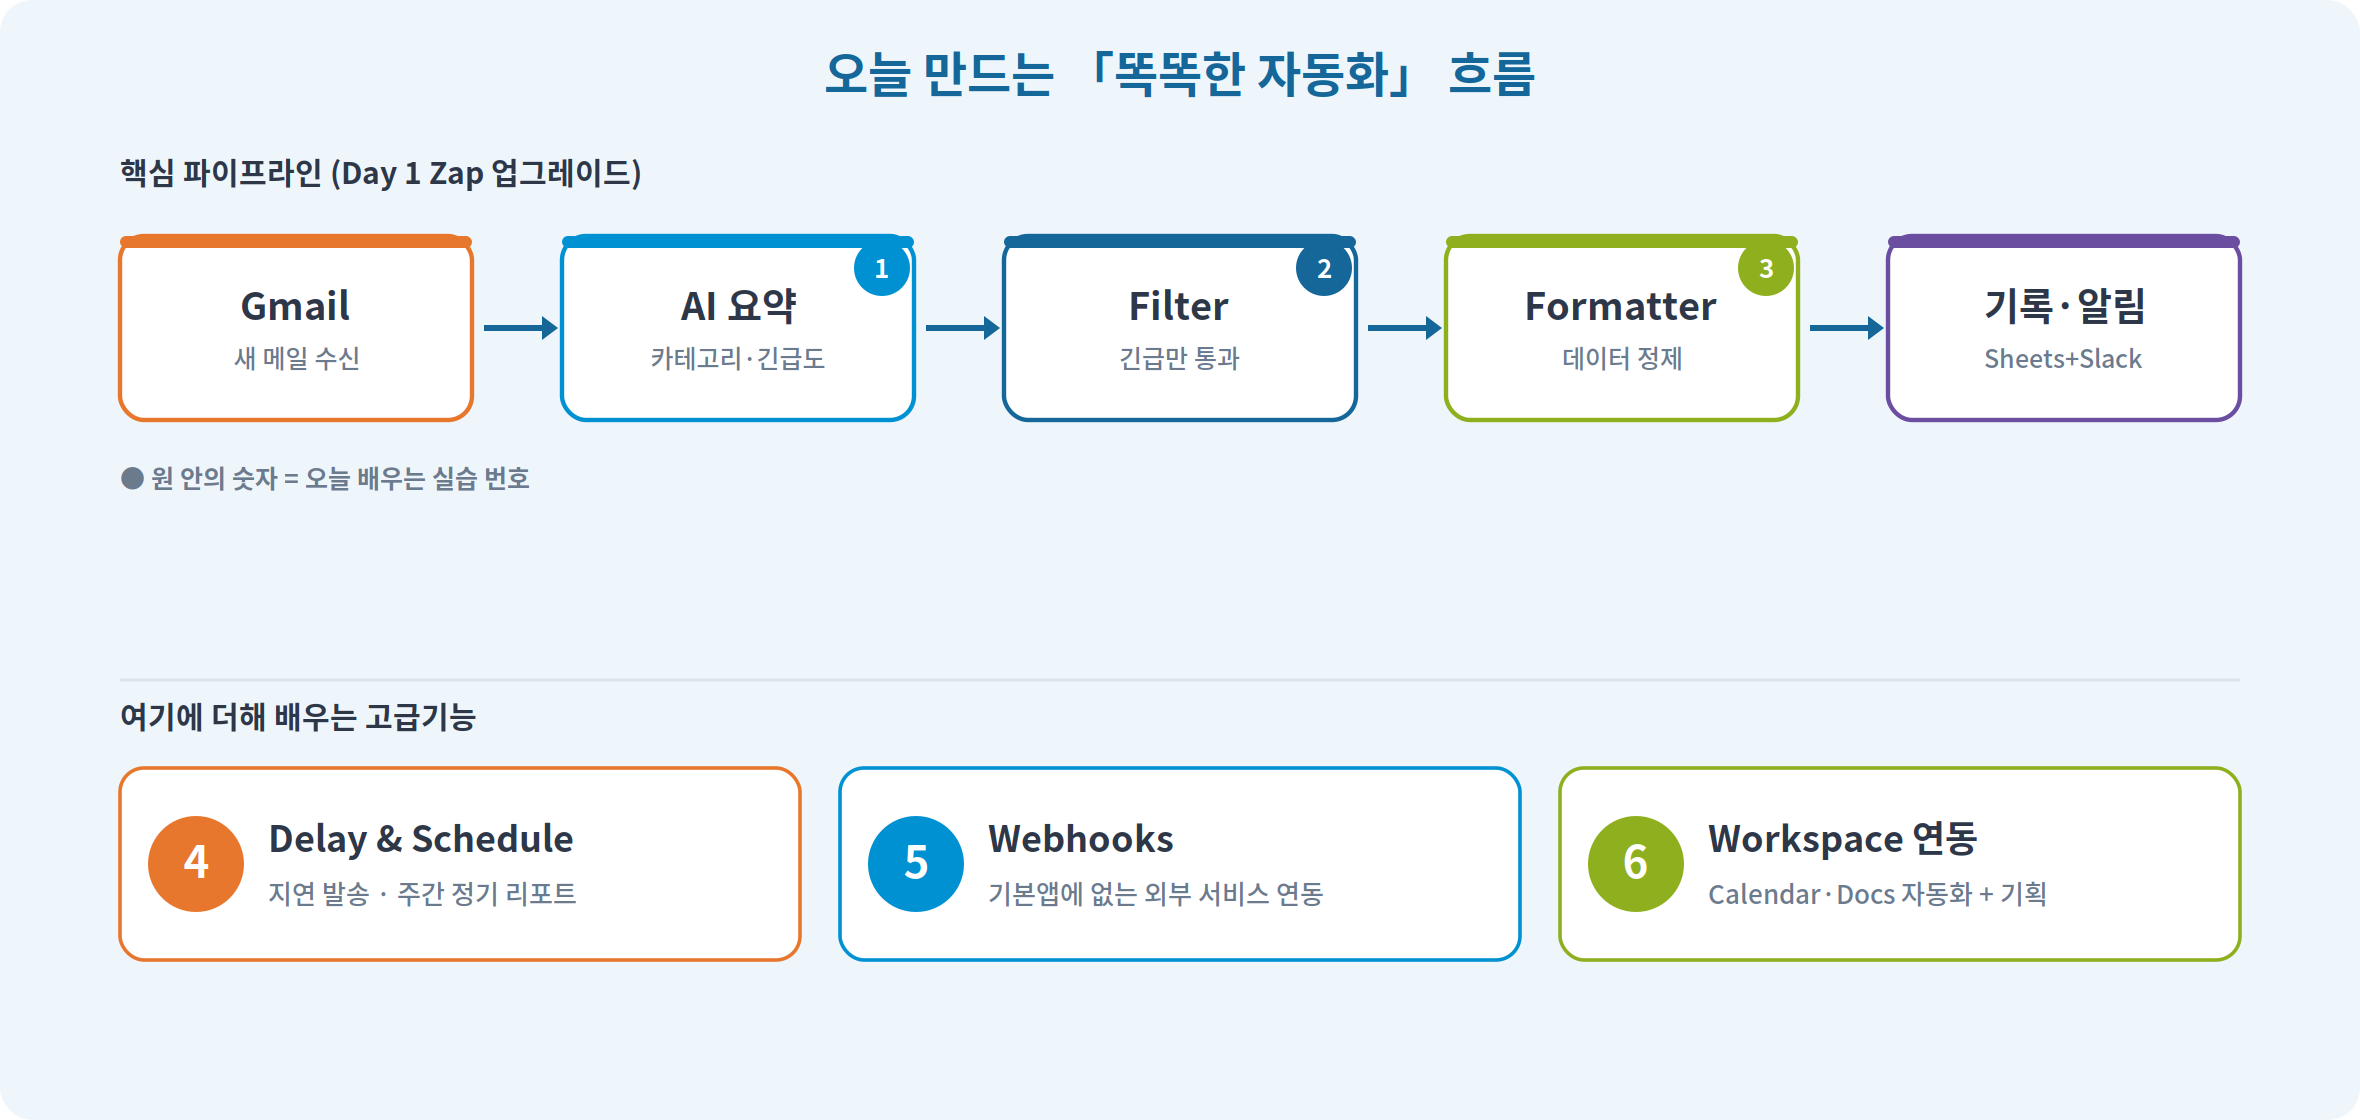 오늘 만드는 「똑똑한 자동화」 흐름
핵심 파이프라인 (Day 1 Zap 업그레이드)
Gmail
새 메일 수신
1
AI 요약
카테고리·긴급도
2
Filter
긴급만 통과
3
Formatter
데이터 정제
기록·알림
Sheets+Slack
● 원 안의 숫자 = 오늘 배우는 실습 번호
여기에 더해 배우는 고급기능
4
Delay & Schedule
지연 발송 · 주간 정기 리포트
5
Webhooks
기본앱에 없는 외부 서비스 연동
6
Workspace 연동
Calendar·Docs 자동화 + 기획